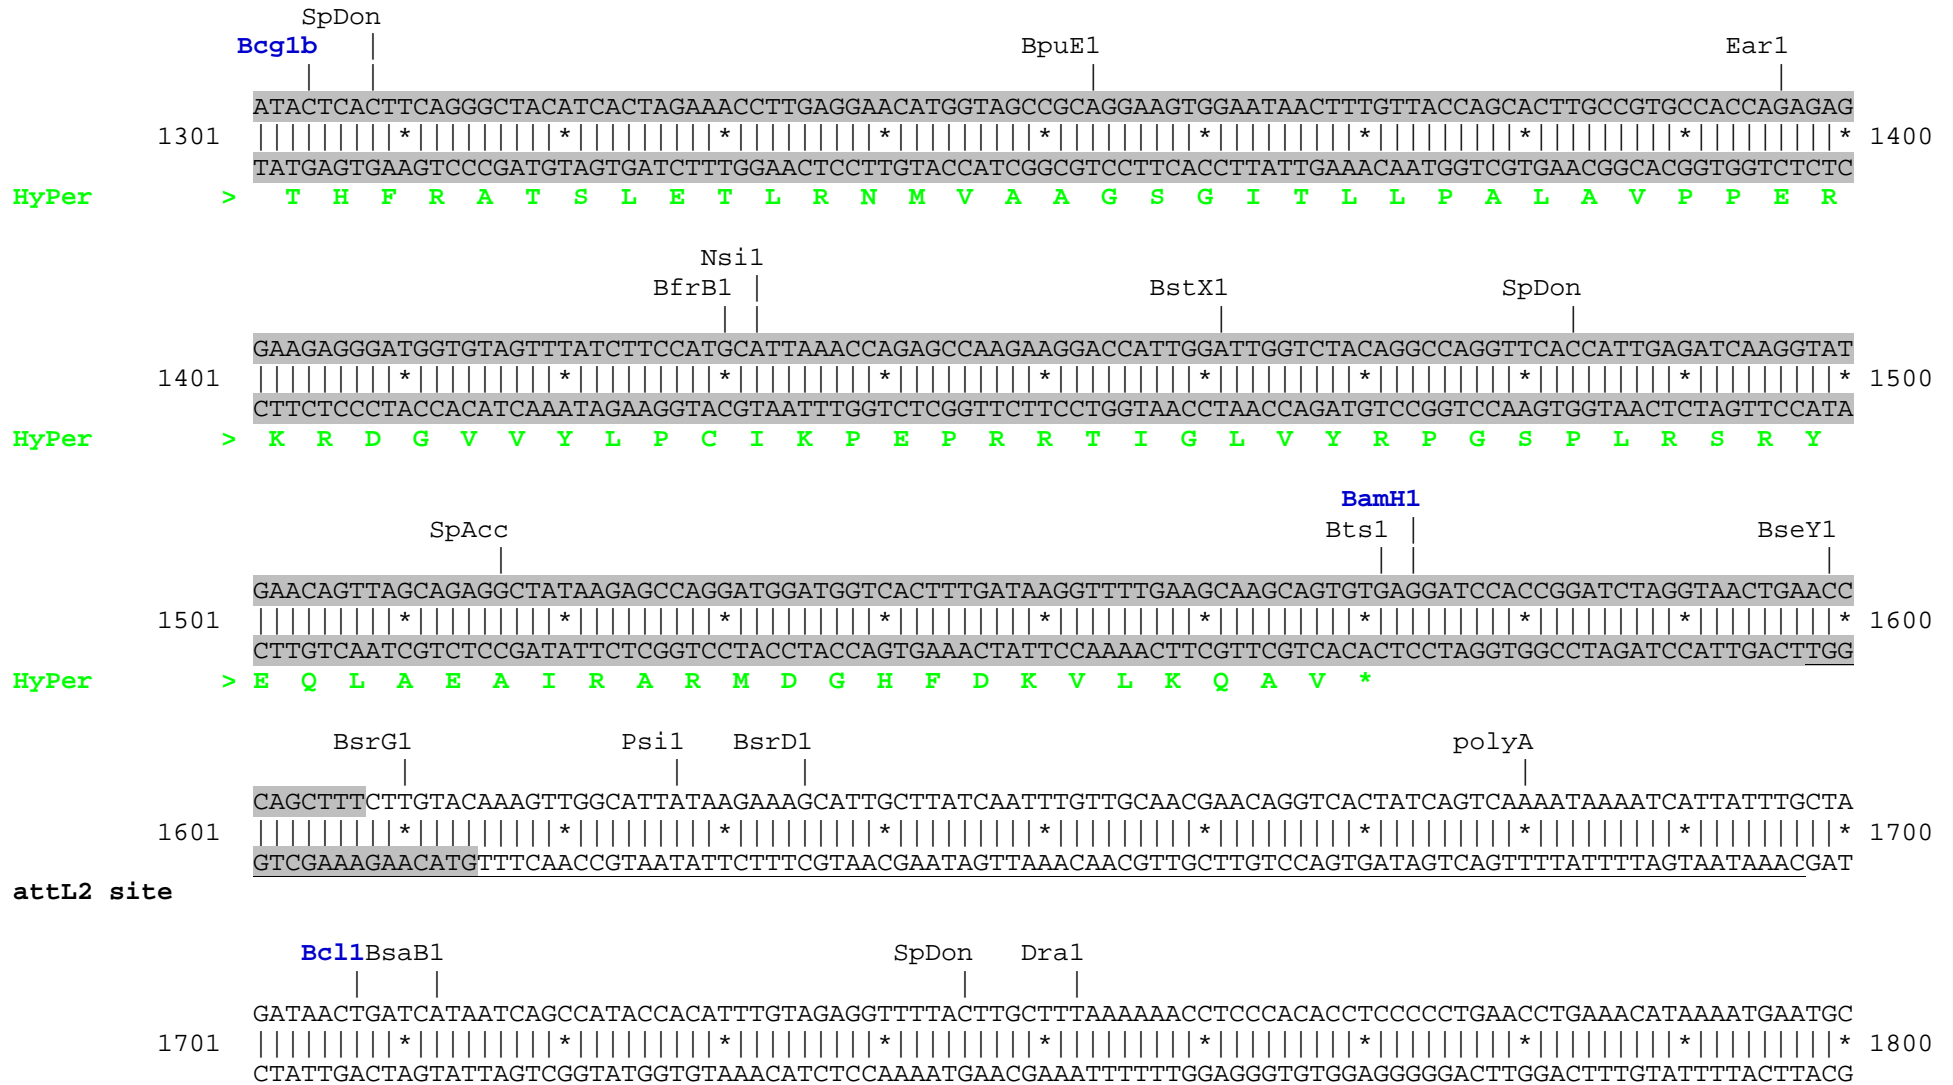 SpDon
Bcg1b | BpuE1 Ear1
| | | |
ATACTCACTTCAGGGCTACATCACTAGAAACCTTGAGGAACATGGTAGCCGCAGGAAGTGGAATAACTTTGTTACCAGCACTTGCCGTGCCACCAGAGAG
1301 |||||||||*|||||||||*|||||||||*|||||||||*|||||||||*|||||||||*|||||||||*|||||||||*|||||||||*|||||||||* 1400
TATGAGTGAAGTCCCGATGTAGTGATCTTTGGAACTCCTTGTACCATCGGCGTCCTTCACCTTATTGAAACAATGGTCGTGAACGGCACGGTGGTCTCTC
HyPer > T H F R A T S L E T L R N M V A A G S G I T L L P A L A V P P E R
Nsi1
BfrB1 | BstX1 SpDon
| | | |
GAAGAGGGATGGTGTAGTTTATCTTCCATGCATTAAACCAGAGCCAAGAAGGACCATTGGATTGGTCTACAGGCCAGGTTCACCATTGAGATCAAGGTAT
1401 |||||||||*|||||||||*|||||||||*|||||||||*|||||||||*|||||||||*|||||||||*|||||||||*|||||||||*|||||||||* 1500
CTTCTCCCTACCACATCAAATAGAAGGTACGTAATTTGGTCTCGGTTCTTCCTGGTAACCTAACCAGATGTCCGGTCCAAGTGGTAACTCTAGTTCCATA
HyPer > K R D G V V Y L P C I K P E P R R T I G L V Y R P G S P L R S R Y
BamH1
SpAcc Bts1 | BseY1
| | | |
GAACAGTTAGCAGAGGCTATAAGAGCCAGGATGGATGGTCACTTTGATAAGGTTTTGAAGCAAGCAGTGTGAGGATCCACCGGATCTAGGTAACTGAACC
1501 |||||||||*|||||||||*|||||||||*|||||||||*|||||||||*|||||||||*|||||||||*|||||||||*|||||||||*|||||||||* 1600
CTTGTCAATCGTCTCCGATATTCTCGGTCCTACCTACCAGTGAAACTATTCCAAAACTTCGTTCGTCACACTCCTAGGTGGCCTAGATCCATTGACTTGG
HyPer > E Q L A E A I R A R M D G H F D K V L K Q A V *
BsrG1 Psi1 BsrD1 polyA
| | | |
CAGCTTTCTTGTACAAAGTTGGCATTATAAGAAAGCATTGCTTATCAATTTGTTGCAACGAACAGGTCACTATCAGTCAAAATAAAATCATTATTTGCTA
1601 |||||||||*|||||||||*|||||||||*|||||||||*|||||||||*|||||||||*|||||||||*|||||||||*|||||||||*|||||||||* 1700
GTCGAAAGAACATGTTTCAACCGTAATATTCTTTCGTAACGAATAGTTAAACAACGTTGCTTGTCCAGTGATAGTCAGTTTTATTTTAGTAATAAACGAT
attL2 site
Bcl1BsaB1 SpDon Dra1
| | | |
GATAACTGATCATAATCAGCCATACCACATTTGTAGAGGTTTTACTTGCTTTAAAAAACCTCCCACACCTCCCCCTGAACCTGAAACATAAAATGAATGC
1701 |||||||||*|||||||||*|||||||||*|||||||||*|||||||||*|||||||||*|||||||||*|||||||||*|||||||||*|||||||||* 1800
CTATTGACTAGTATTAGTCGGTATGGTGTAAACATCTCCAAAATGAACGAAATTTTTTGGAGGGTGTGGAGGGGGACTTGGACTTTGTATTTTACTTACG